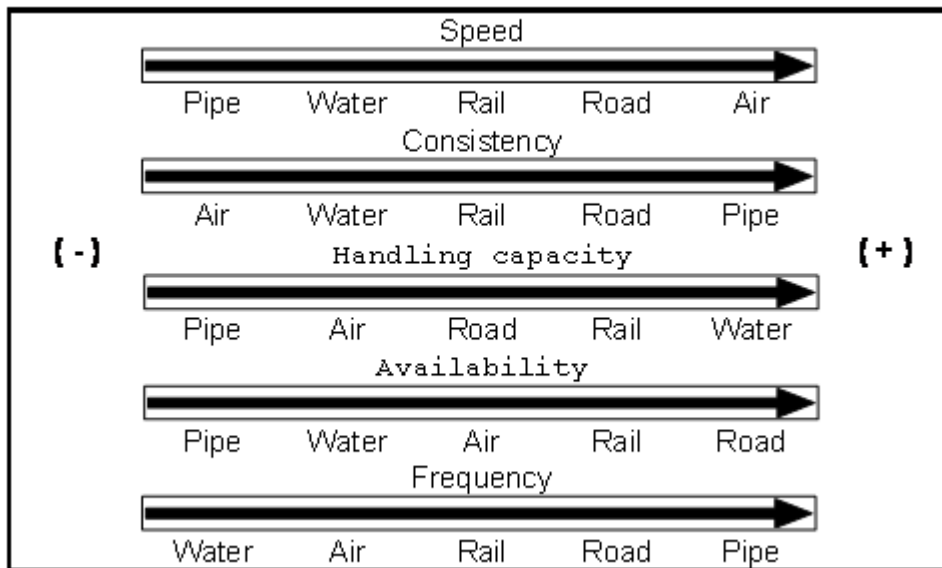 Speed
Pipe Water Rail Road Air
Consistency
Air Water Rail Road Pipe
(-) Handling capacity (+)
Pipe Air Road Rail Water
Availability
Pipe Water Air Rail Road
Frequency
Water Air Rail Road Pipe